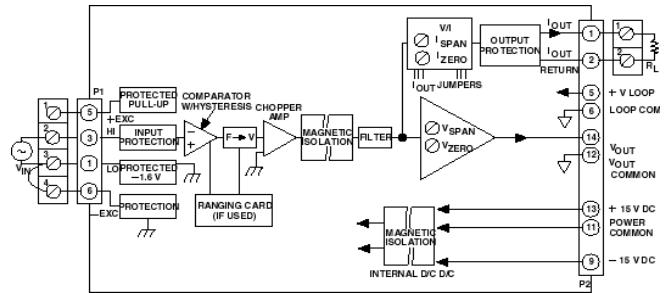 V/I
I SPAN
I ZERO
I OUT JUMPERS
OUTPUT PROTECTION
I OUT
I OUT
RETURN
1
2
1
2
R L
P1
1
2
3
4
V IN
5
3
1
6
+EXC
HI
LO
–EXC
PROTECTED PULL-UP
INPUT PROTECTION
PROTECTED –1.6 V
PROTECTION
COMPARATOR W/HYSTERESIS
–
+
F V
RANGING CARD (IF USED)
CHOPPER AMP
MAGNETIC ISOLATION
FILTER
V SPAN
V ZERO
5 + V LOOP
6 LOOP COM
14 V OUT
12 V OUT COMMON
13 + 15 V DC
11 POWER COMMON
9 – 15 V DC
MAGNETIC ISOLATION
INTERNAL D/C D/C
P2